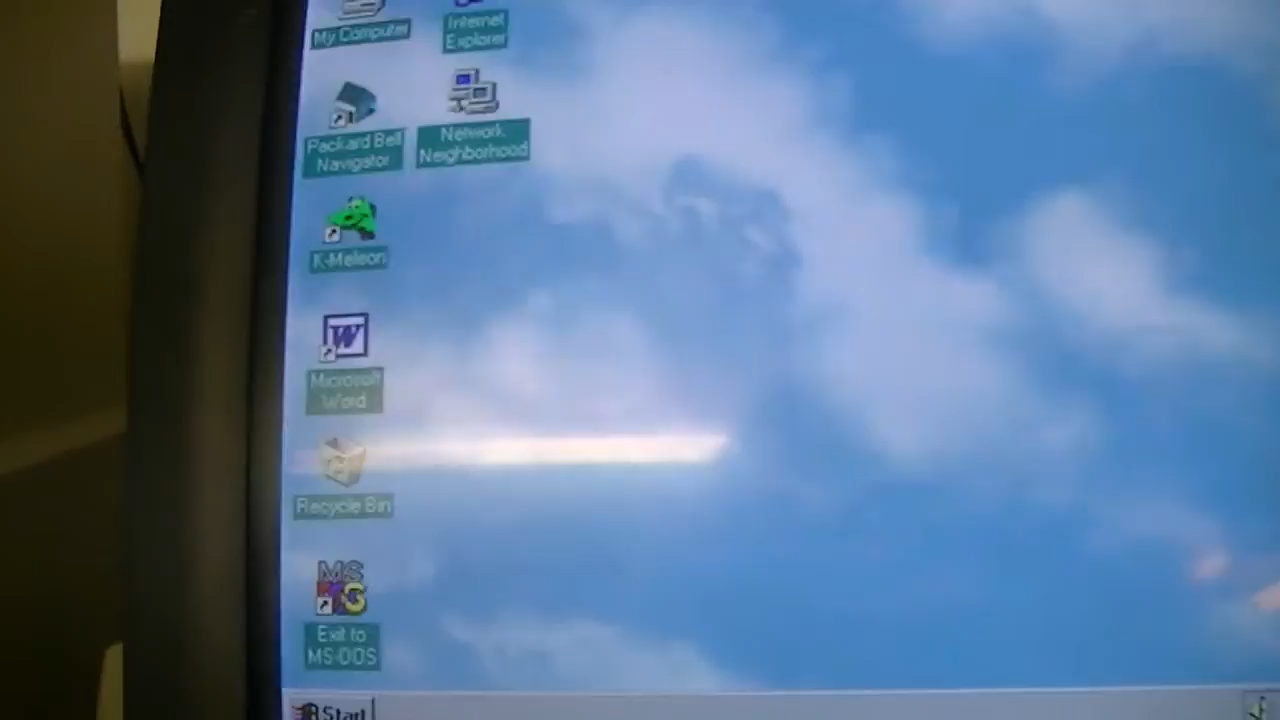 My Computer
Internet
Explorer
Packard Bell
Navigator
Network
Neighborhood
K-Meleon
W
Microsoft
Word
Recycle Bin
MS
Exit to
MS-DOS
Start